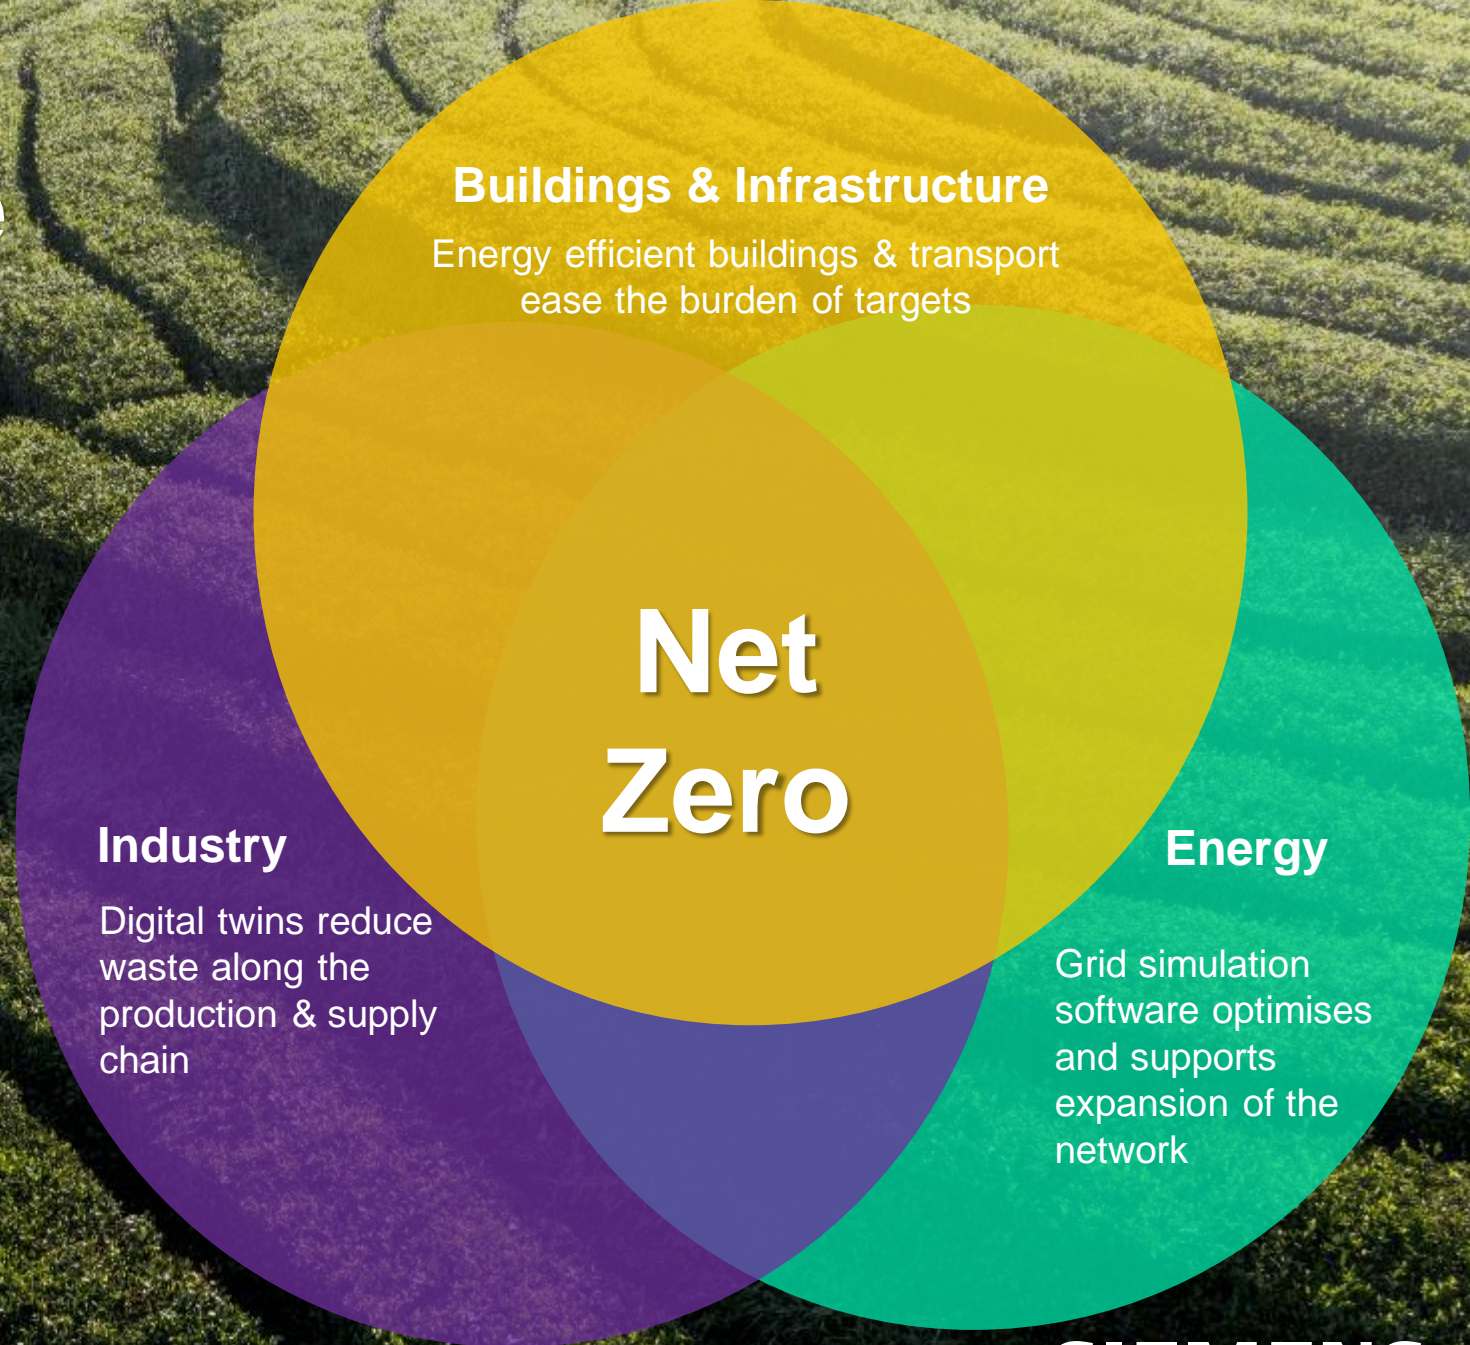 Buildings & Infrastructure
Energy efficient buildings & transport
ease the burden of targets
Net
Zero
Industry
Digital twins reduce
waste along the
production & supply
chain
Energy
Grid simulation
software optimises
and supports
expansion of the
network